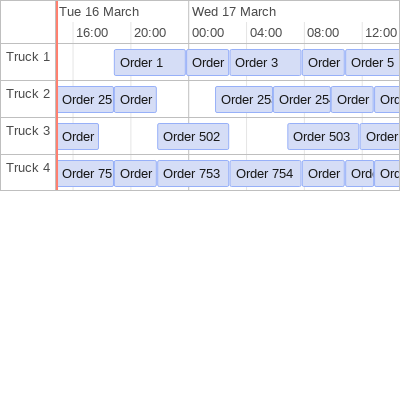 Tue 16 March Wed 17 March
16:00 20:00 00:00 04:00 08:00 12:00
Truck 1 Order 1 Order Order 3 Order Order 5
Truck 2 Order 25 Order Order 25 Order 25 Order Ord
Truck 3 Order Order 502 Order 503 Order
Truck 4 Order 75 Order Order 753 Order 754 Order Ord Ord